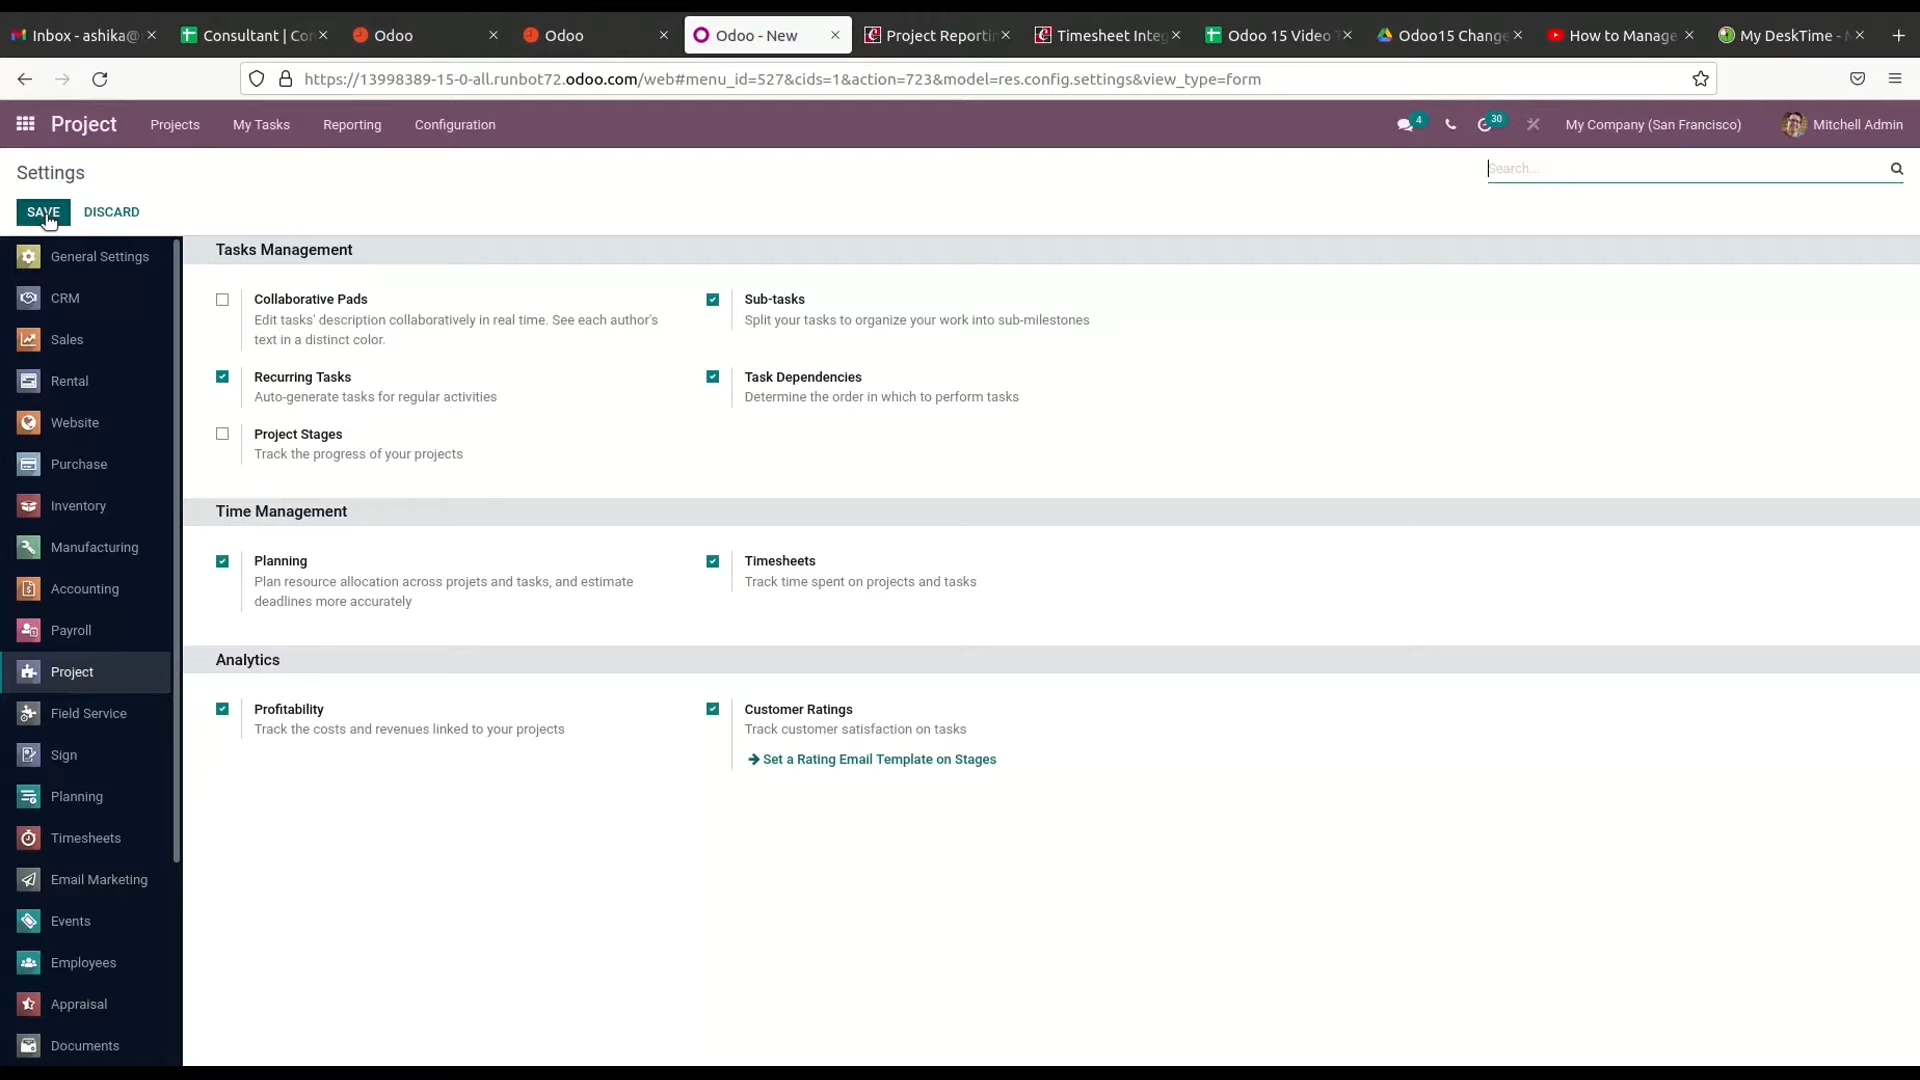 Inbox - ashika@
Consultant | Con
Odoo
Odoo
Odoo - New
Project Reportin
Timesheet Integ
Odoo 15 Video T
Odoo15 Change
How to Manage
My DeskTime - M
https://13998389-15-0-all.runbot72.odoo.com/web#menu_id=527&cids=1&action=723&model=res.config.settings&view_type=form
Project
Projects
My Tasks
Reporting
Configuration
4
30
My Company (San Francisco)
Mitchell Admin
Settings
Search...
SAVE
DISCARD
General Settings
CRM
Sales
Rental
Website
Purchase
Inventory
Manufacturing
Accounting
Payroll
Project
Field Service
Sign
Planning
Timesheets
Email Marketing
Events
Employees
Appraisal
Documents
Tasks Management
Collaborative Pads
Edit tasks' description collaboratively in real time. See each author's
text in a distinct color.
Sub-tasks
Split your tasks to organize your work into sub-milestones
Recurring Tasks
Auto-generate tasks for regular activities
Task Dependencies
Determine the order in which to perform tasks
Project Stages
Track the progress of your projects
Time Management
Planning
Plan resource allocation across projets and tasks, and estimate
deadlines more accurately
Timesheets
Track time spent on projects and tasks
Analytics
Profitability
Track the costs and revenues linked to your projects
Customer Ratings
Track customer satisfaction on tasks
Set a Rating Email Template on Stages